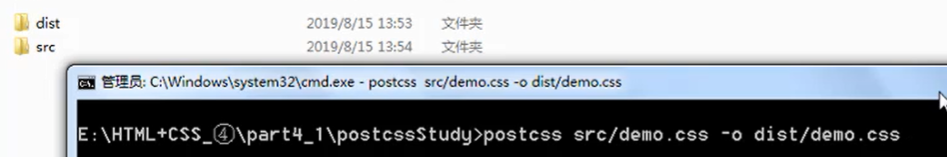 dist 2019/8/15 13:53 文件夹
src 2019/8/15 13:54 文件夹
管理员: C:\Windows\system32\cmd.exe - postcss src/demo.css -o dist/demo.css
E:\HTML+CSS_④\part4_1\postcssStudy>postcss src/demo.css -o dist/demo.css